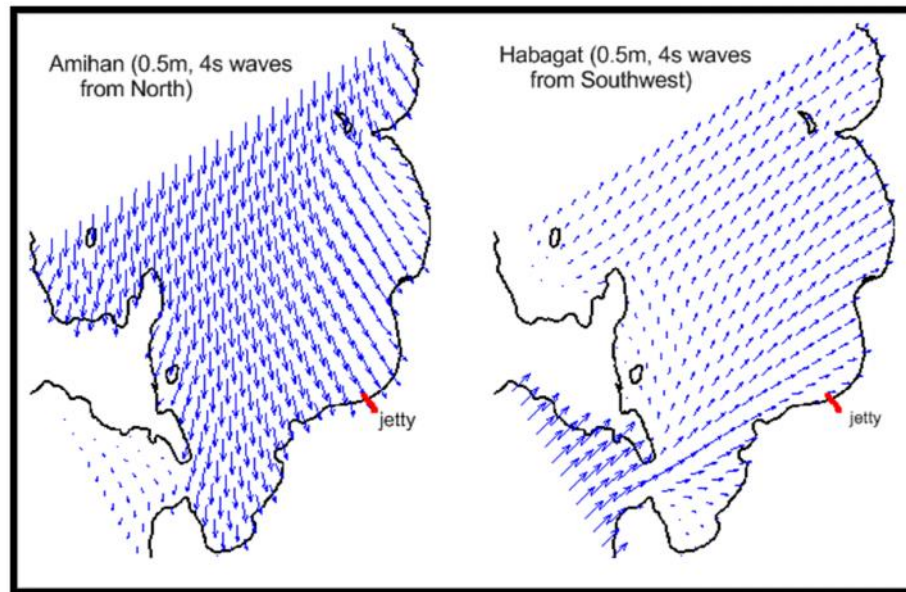 Amihan (0.5m, 4s waves
from North)
jetty
Habagat (0.5m, 4s waves
from Southwest)
jetty